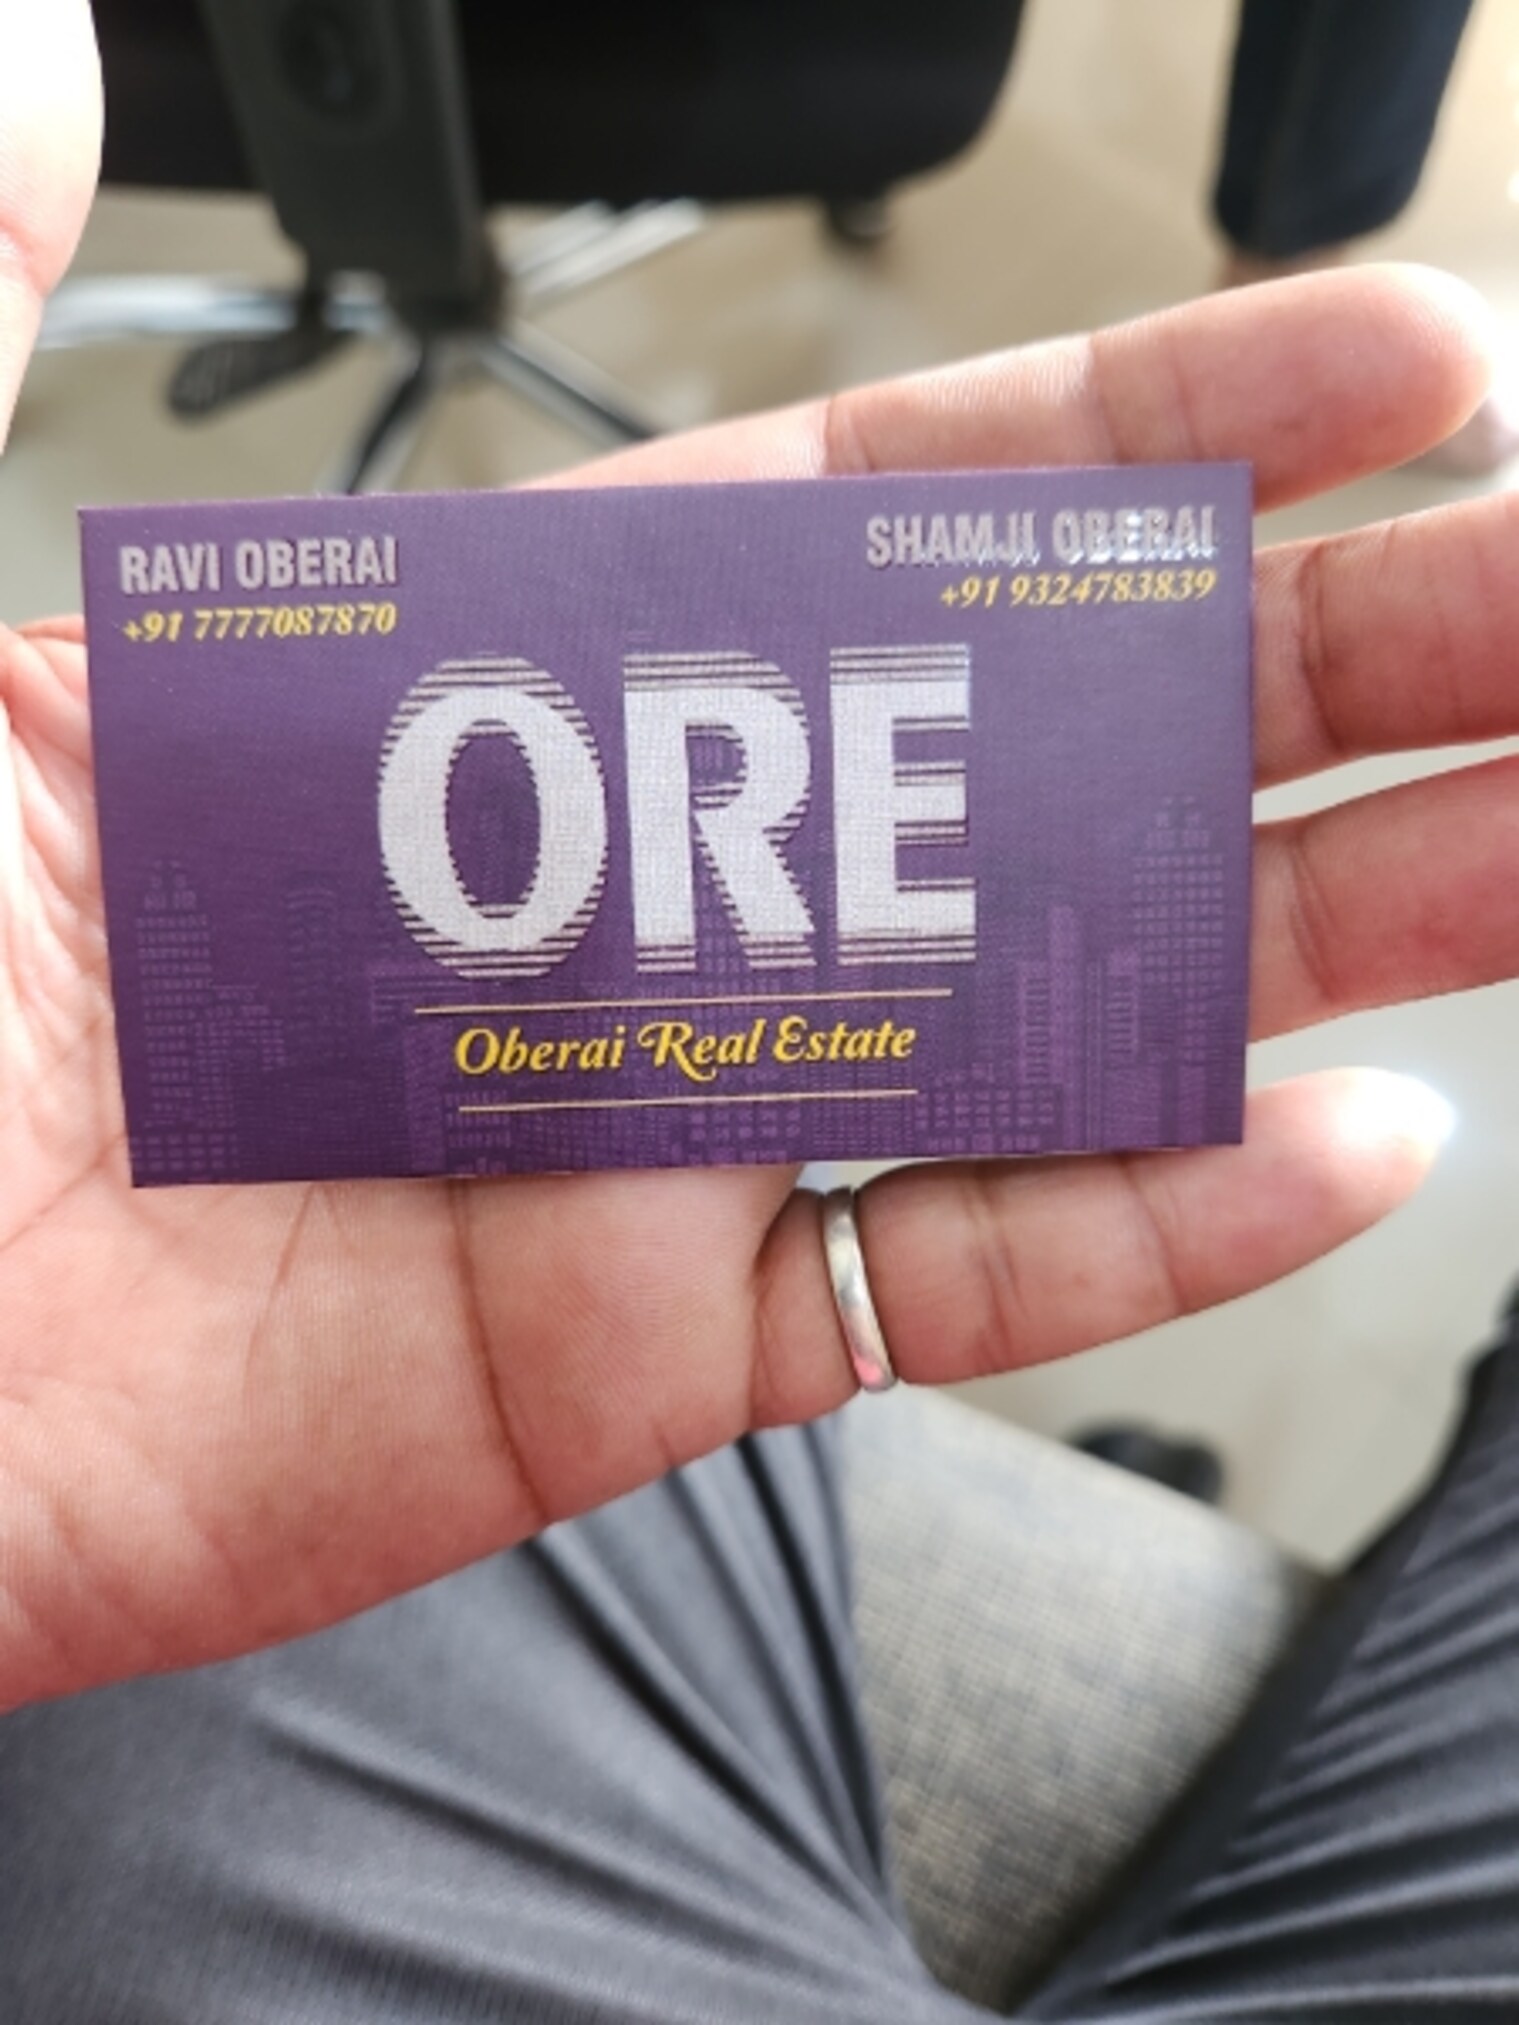 RAVI OBERAI
+91 7777087870
SHAMJI OBERAI
+91 9324783839
ORE
Oberai Real Estate